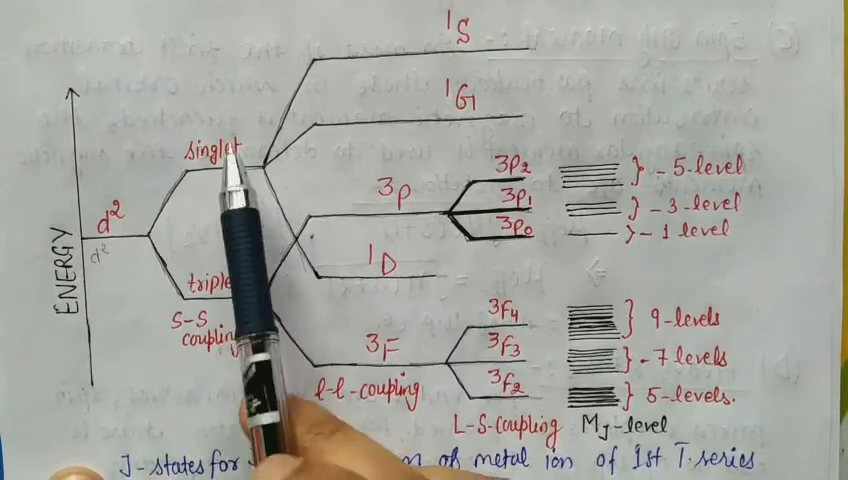 ¹S
¹G
singlet
³P
³P₂
- 5-level
³P₁
- 3-level
³P₀
- 1 level
d²
d²
ENERGY
¹D
triple
S-S
coupling
³F
³F₄
9-levels
³F₃
- 7-levels
³F₂
5-levels.
l-l-coupling
L-S-coupling
M_J-level
J-states for
of metal ion of 1st T. series